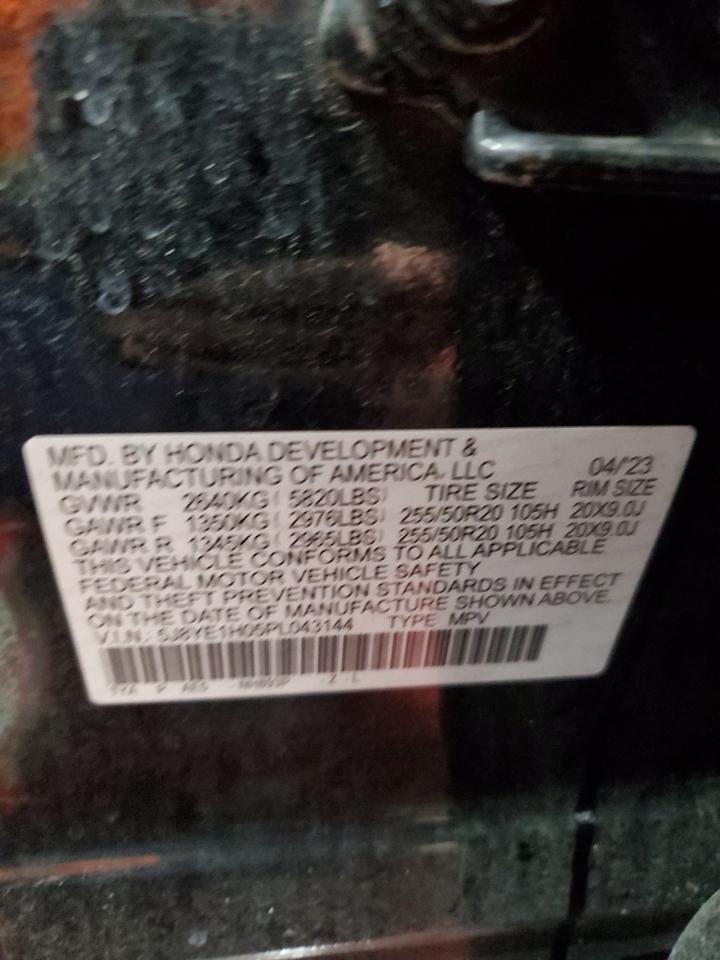 MFD. BY HONDA DEVELOPMENT &
MANUFACTURING OF AMERICA, LLC 04/'23
GVWR 2640KG ( 5820LBS) TIRE SIZE RIM SIZE
GAWR F 1350KG ( 2976LBS) 255/50R20 105H 20X9.0J
GAWR R 1345KG ( 2965LBS) 255/50R20 105H 20X9.0J
THIS VEHICLE CONFORMS TO ALL APPLICABLE
FEDERAL MOTOR VEHICLE SAFETY
AND THEFT PREVENTION STANDARDS IN EFFECT
ON THE DATE OF MANUFACTURE SHOWN ABOVE.
V.I.N.: 5J8YE1H05PL043144 TYPE MPV
TYA P